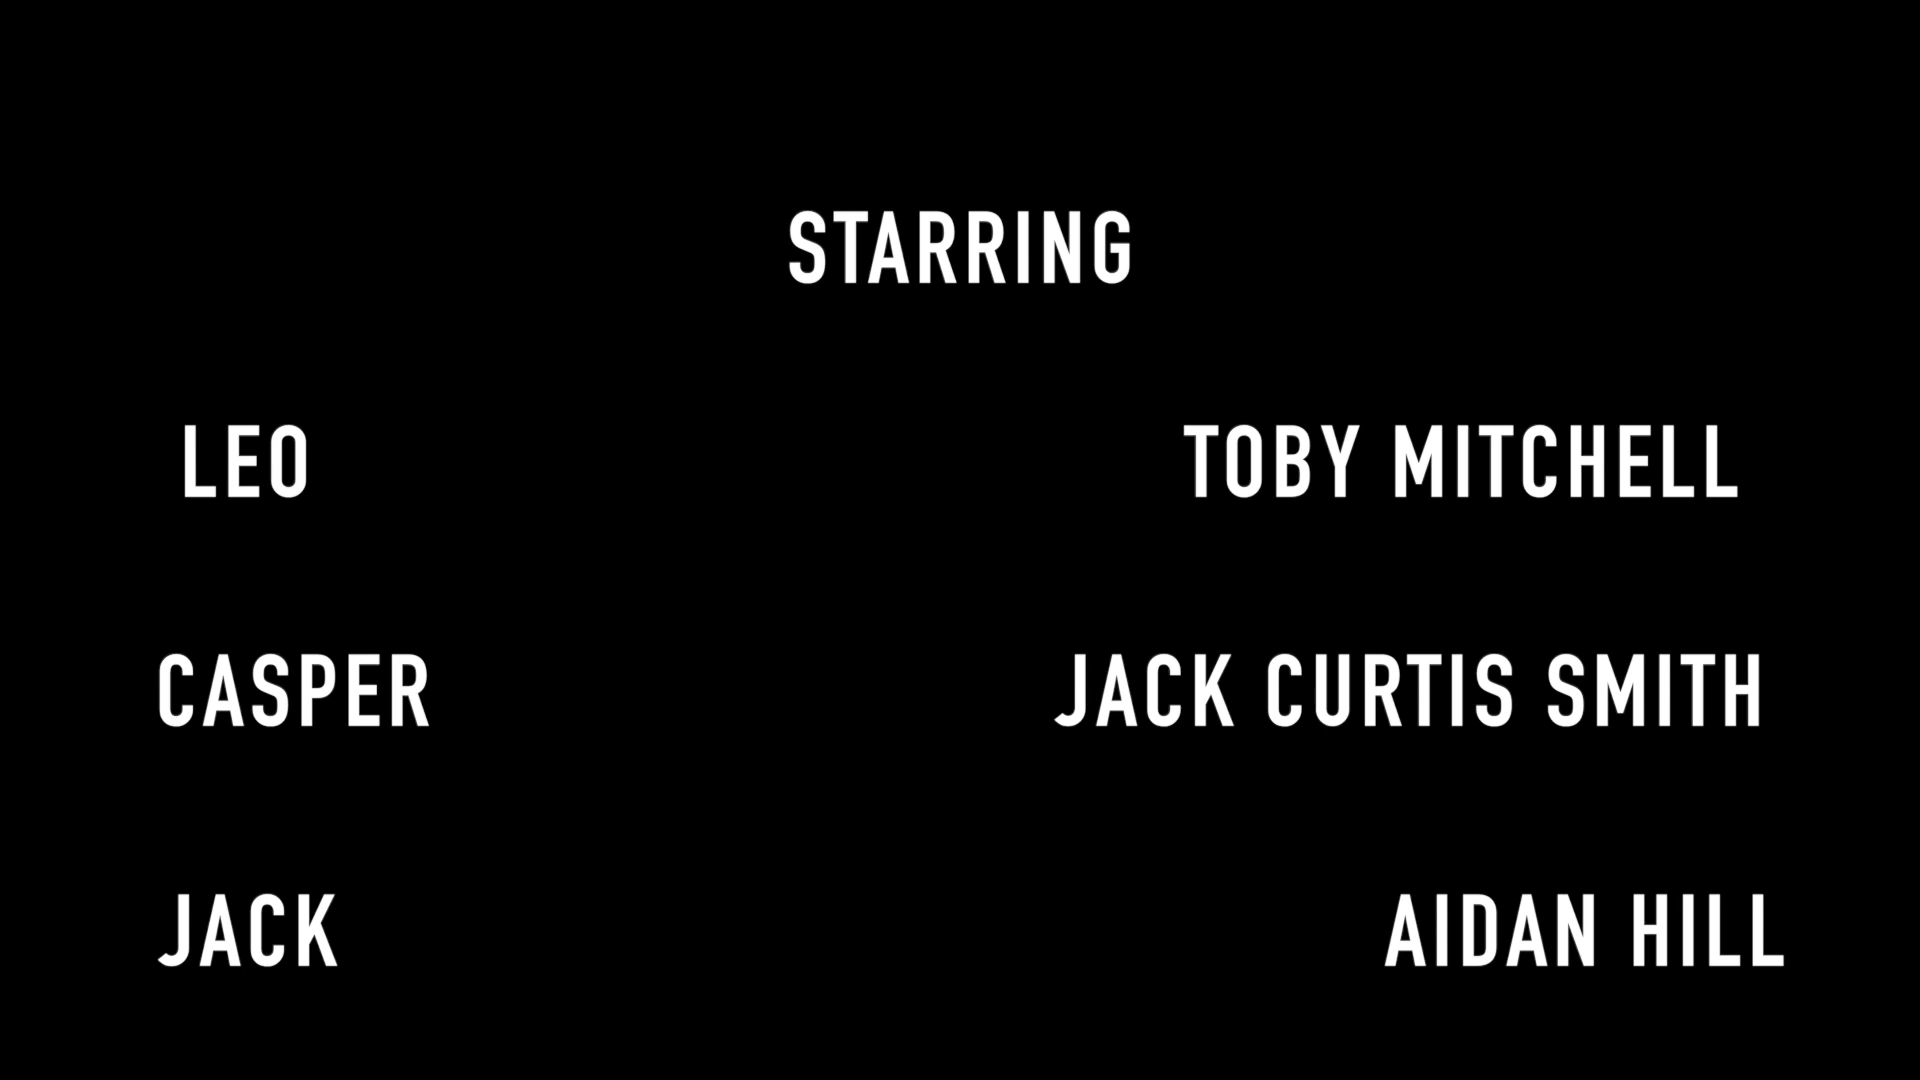 STARRING
LEO TOBY MITCHELL
CASPER JACK CURTIS SMITH
JACK AIDAN HILL